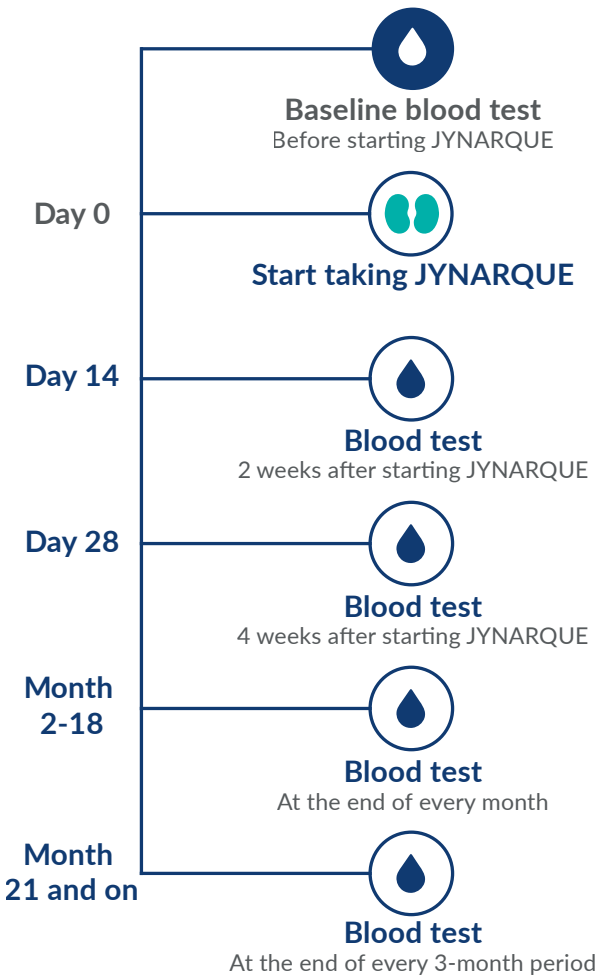 Baseline blood test
Before starting JYNARQUE
Day 0
Start taking JYNARQUE
Day 14
Blood test
2 weeks after starting JYNARQUE
Day 28
Blood test
4 weeks after starting JYNARQUE
Month
2-18
Blood test
At the end of every month
Month
21 and on
Blood test
At the end of every 3-month period